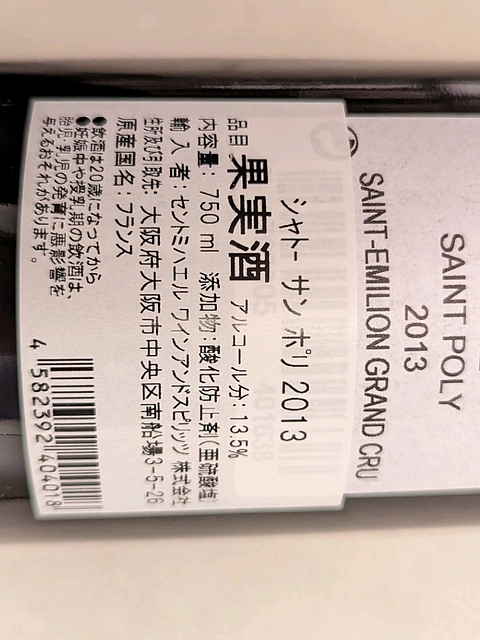 SAINT POLY
2013
SAINT-EMILION GRAND CRU
シャトー サン ポリ 2013
品目 果実酒 アルコール分: 13.5%
内容量: 750 ml 添加物:酸化防止剤(亜硫酸塩)
輸入者:セントミハエル ワインアンドスピリッツ 株式会社
住所及び引取先: 大阪府大阪市中央区南船場3-5-26
原産国名:フランス
●飲酒は20歳になってから
●妊娠中や授乳期の飲酒は、
胎児・乳児の発育に悪影響を
与えるおそれがあります。
4 582392 404018